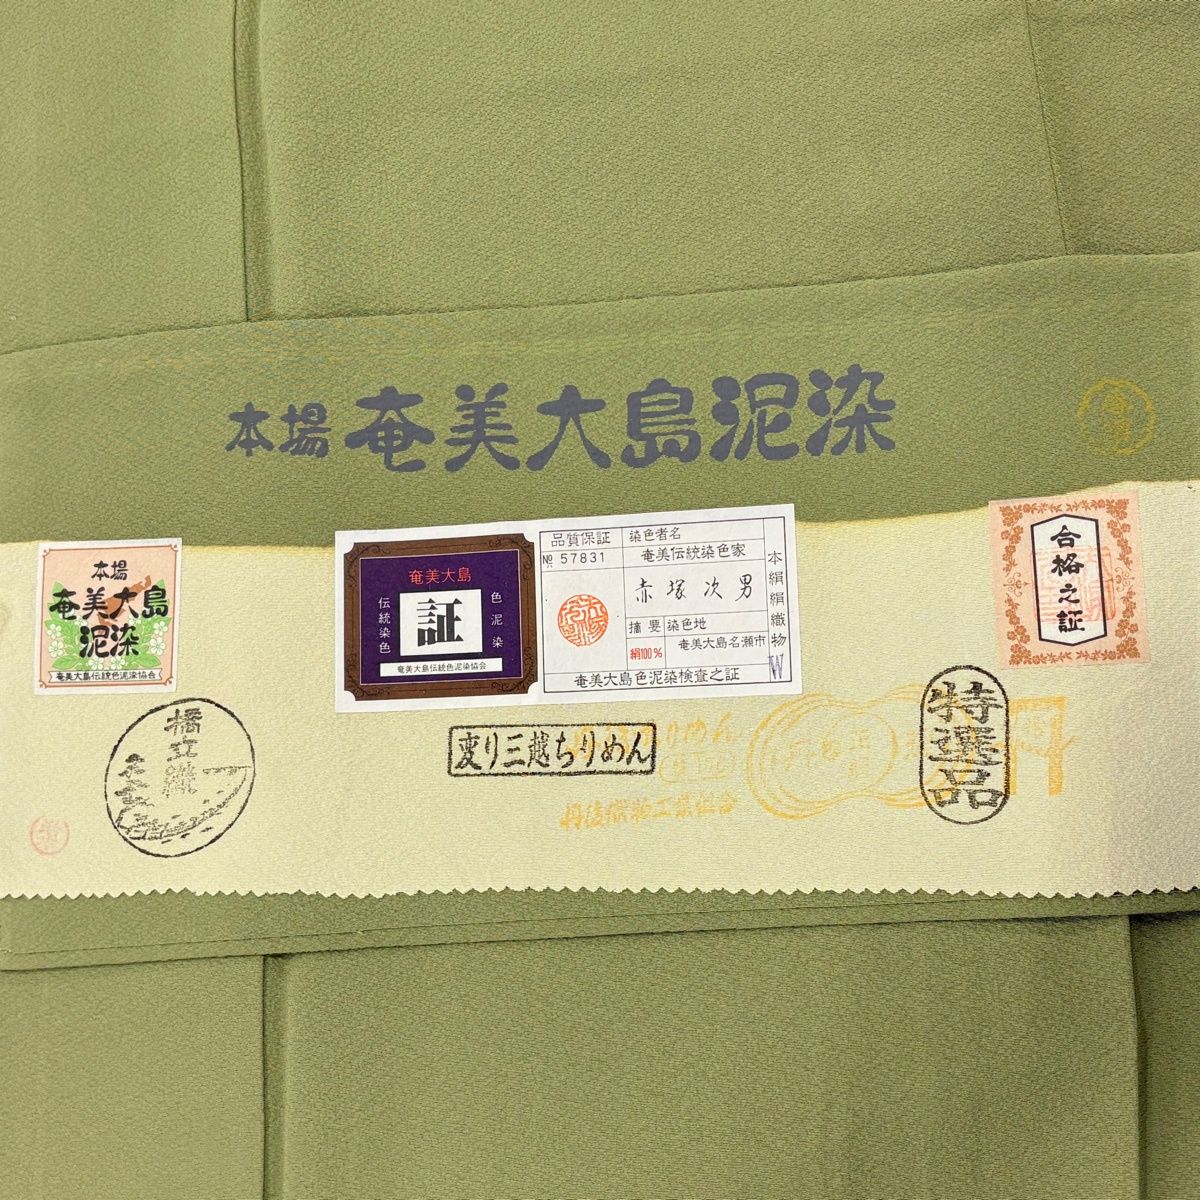 本場 奄美大島泥染
本場
奄美大島
泥染
奄美大島伝統色泥染協会
奄美大島
色泥染
伝統染色
証
奄美大島伝統色泥染協会
品質保証
№ 57831
染色者名
奄美伝統染色家
赤塚次男
摘要
絹100%
染色地
奄美大島名瀬市
奄美大島色泥染検査之証
本絹絹織物
W
合格之証
橋立織
変り三越ちりめん
丹後織物工業組合
特選品